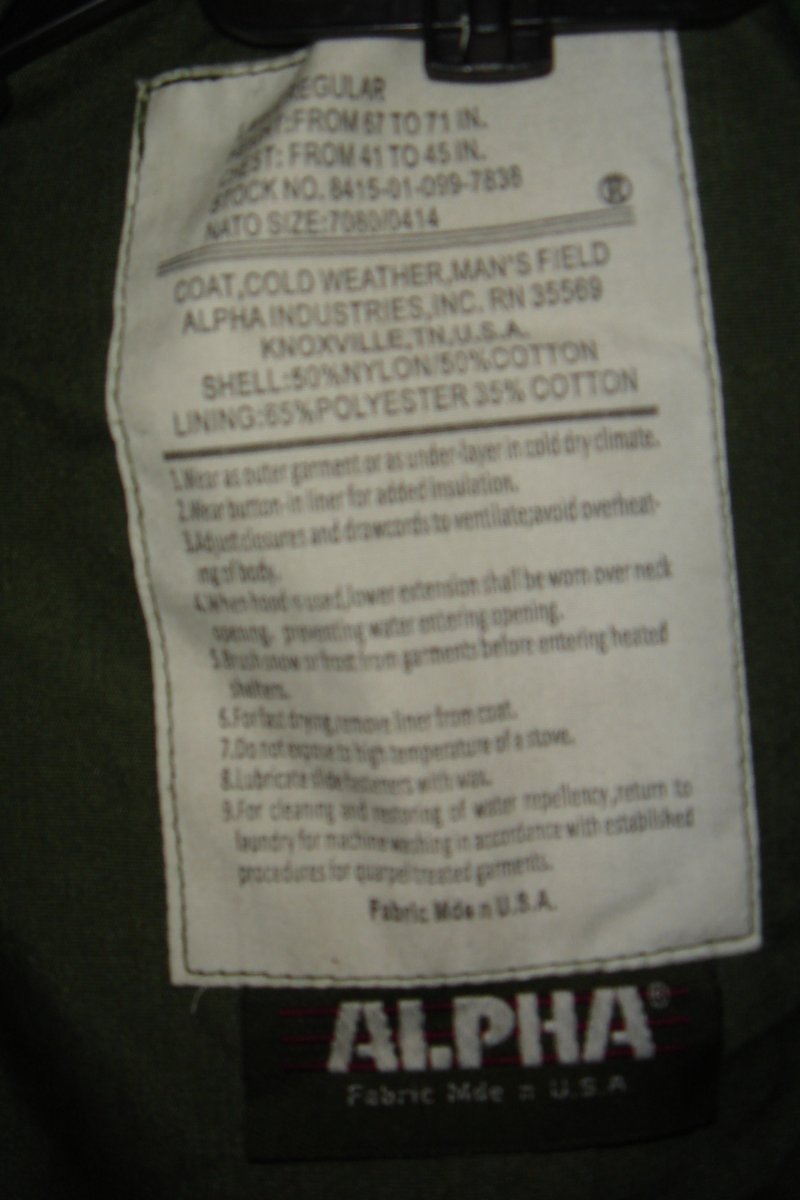 REGULAR
:FROM 67 TO 71 IN.
CHEST: FROM 41 TO 45 IN.
STOCK NO. 8415-01-099-7836
®
NATO SIZE:7080/0414
COAT,COLD WEATHER,MAN'S FIELD
ALPHA INDUSTRIES,INC. RN 35569
KNOXVILLE,TN,U.S.A.
SHELL:50%NYLON/50%COTTON
LINING:65%POLYESTER 35% COTTON
1.Wear as outer garment or as under-layer in cold dry climate.
2.Wear button-in liner for added insulation.
3.Adjust closures and drawcords to ventilate;avoid overheat-
ing of body.
4.When hood is used,lower extension shall be worn over neck
opening, preventing water entering opening.
5.Brush snow or frost from garments before entering heated
shelters.
6.For fast drying,remove liner from coat.
7.Do not expose to high temperature of a stove.
8.Lubricate slide fasteners with wax.
9.For cleaning and restoring of water repellency ,return to
laundry for machine washing in accordance with established
procedures for quarpel treated garments.
Fabric Mde n U.S.A.
ALPHA®
Fabric Mde n U.S.A